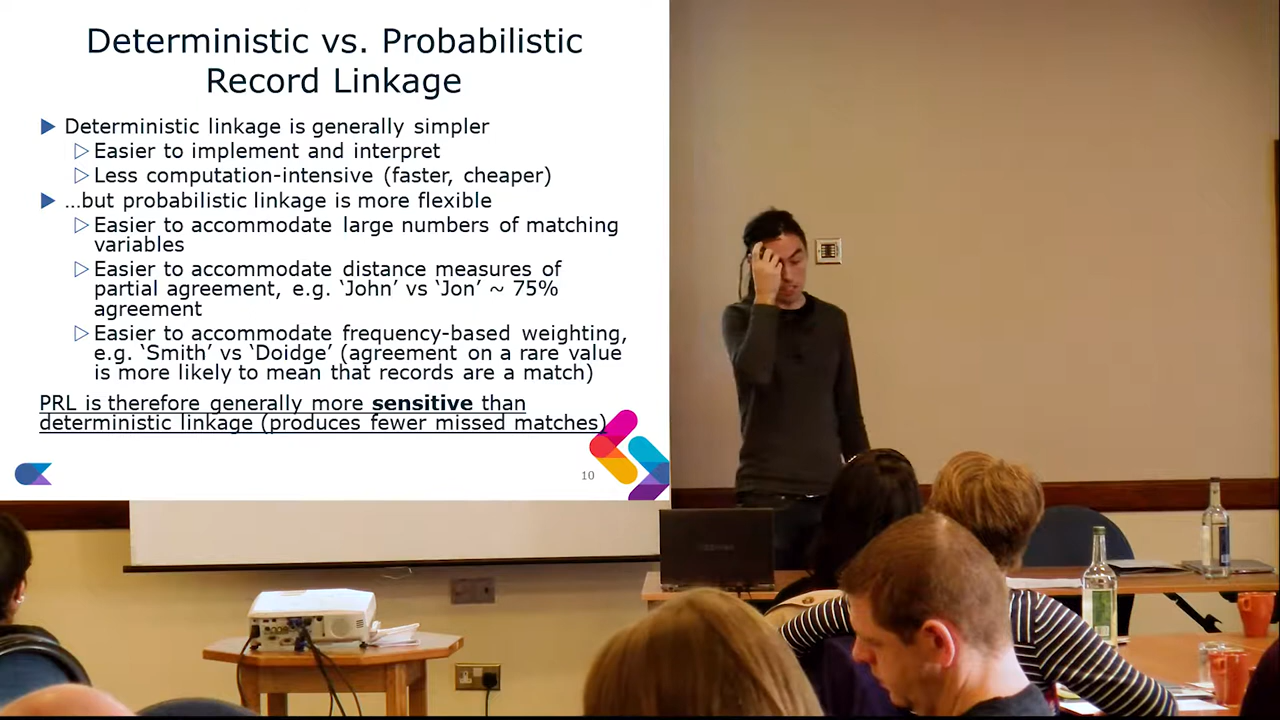 Deterministic vs. Probabilistic
Record Linkage
Deterministic linkage is generally simpler
Easier to implement and interpret
Less computation-intensive (faster, cheaper)
…but probabilistic linkage is more flexible
Easier to accommodate large numbers of matching
variables
Easier to accommodate distance measures of
partial agreement, e.g. ‘John’ vs ‘Jon’ ~ 75%
agreement
Easier to accommodate frequency-based weighting,
e.g. ‘Smith’ vs ‘Doidge’ (agreement on a rare value
is more likely to mean that records are a match)
PRL is therefore generally more sensitive than
deterministic linkage (produces fewer missed matches)
10
TOSHIBA